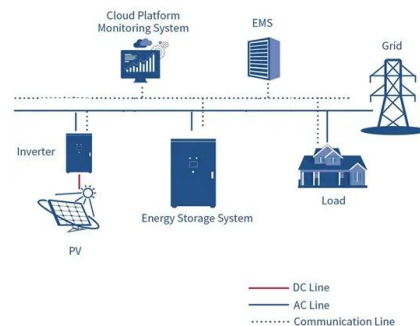 Cloud Platform
Monitoring System
EMS
Grid
Inverter
Energy Storage System
Load
PV
DC Line
AC Line
Communication Line